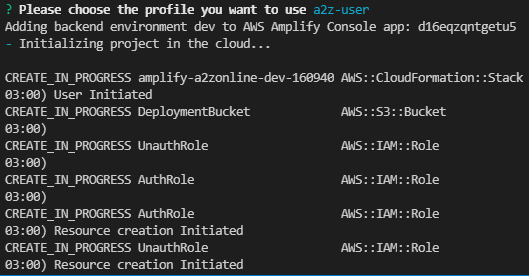 ? Please choose the profile you want to use a2z-user
Adding backend environment dev to AWS Amplify Console app: d16eqzqntgetu5
- Initializing project in the cloud...
CREATE_IN_PROGRESS amplify-a2zonline-dev-160940 AWS::CloudFormation::Stack
03:00) User Initiated
CREATE_IN_PROGRESS DeploymentBucket AWS::S3::Bucket
03:00)
CREATE_IN_PROGRESS UnauthRole AWS::IAM::Role
03:00)
CREATE_IN_PROGRESS AuthRole AWS::IAM::Role
03:00)
CREATE_IN_PROGRESS AuthRole AWS::IAM::Role
03:00) Resource creation Initiated
CREATE_IN_PROGRESS UnauthRole AWS::IAM::Role
03:00) Resource creation Initiated